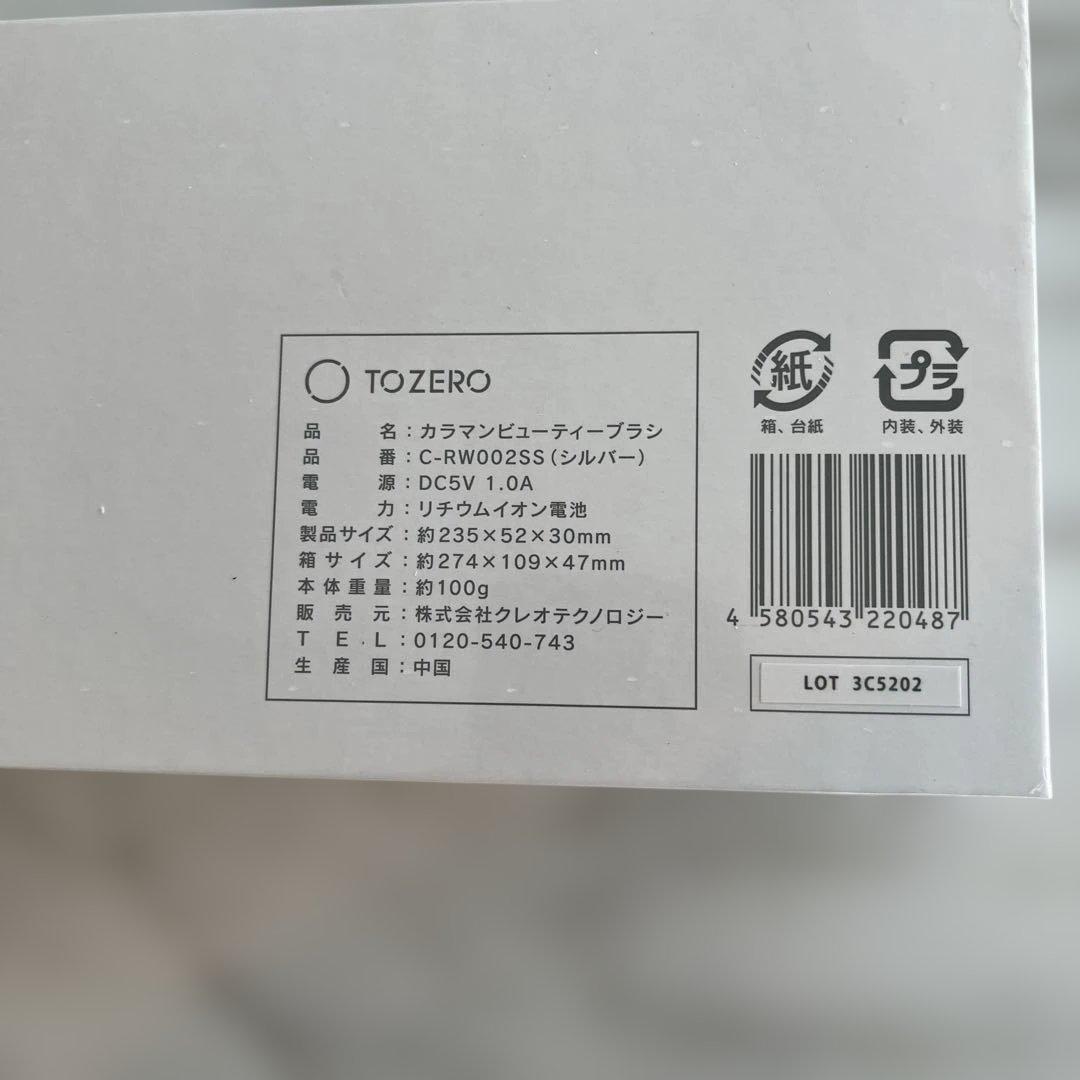 TOZERO
品名：カラマンビューティーブラシ
品番：C-RW002SS（シルバー）
電源：DC5V 1.0A
電力：リチウムイオン電池
製品サイズ：約235×52×30mm
箱サイズ：約274×109×47mm
本体重量：約100g
販売元：株式会社クレオテクノロジー
TEL：0120-540-743
生産国：中国
紙
箱、台紙
プラ
内装、外装
4 580543 220487
LOT 3C5202